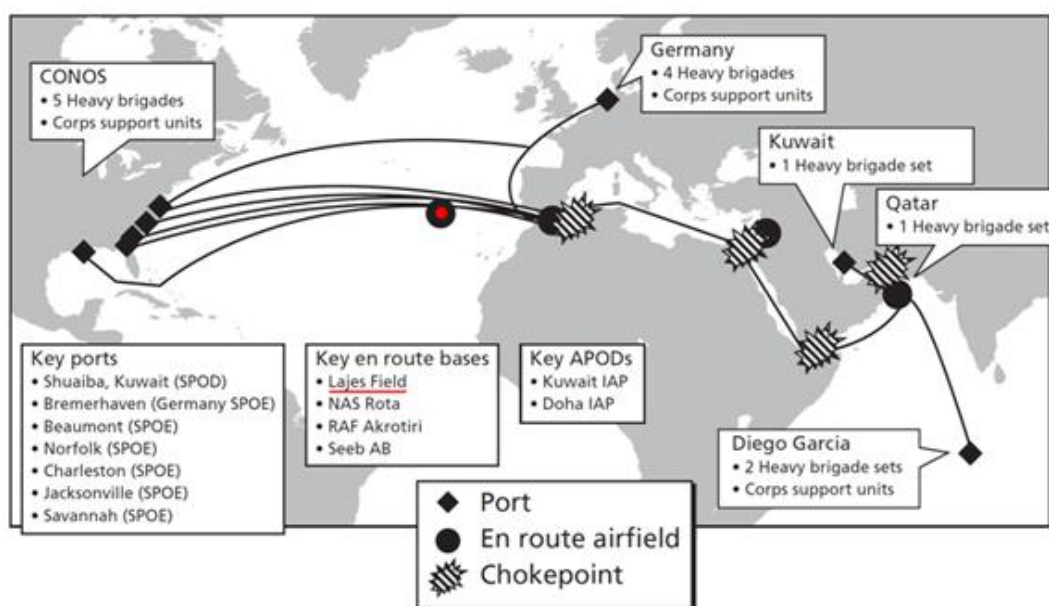 CONOS
• 5 Heavy brigades
• Corps support units
Germany
• 4 Heavy brigades
• Corps support units
Kuwait
• 1 Heavy brigade set
Qatar
• 1 Heavy brigade set
Key ports
• Shuaiba, Kuwait (SPOD)
• Bremerhaven (Germany SPOE)
• Beaumont (SPOE)
• Norfolk (SPOE)
• Charleston (SPOE)
• Jacksonville (SPOE)
• Savannah (SPOE)
Key en route bases
• Lajes Field
• NAS Rota
• RAF Akrotiri
• Seeb AB
Key APODs
• Kuwait IAP
• Doha IAP
Diego Garcia
• 2 Heavy brigade sets
• Corps support units
Port
En route airfield
Chokepoint